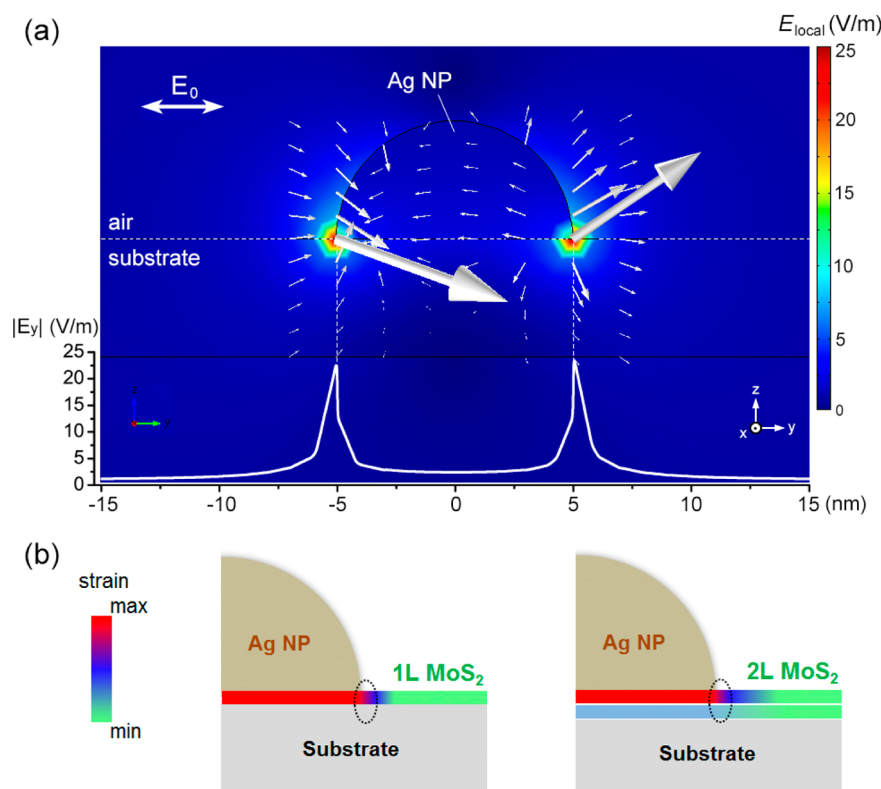 (a)
E₀
Ag NP
E_local (V/m)
25
20
15
10
5
0
air
substrate
|Ey| (V/m)
25
20
15
10
5
0
z
z
x
y
-15
-10
-5
0
5
10
15
(nm)
(b)
strain
max
min
Ag NP
1L MoS₂
Substrate
Ag NP
2L MoS₂
Substrate